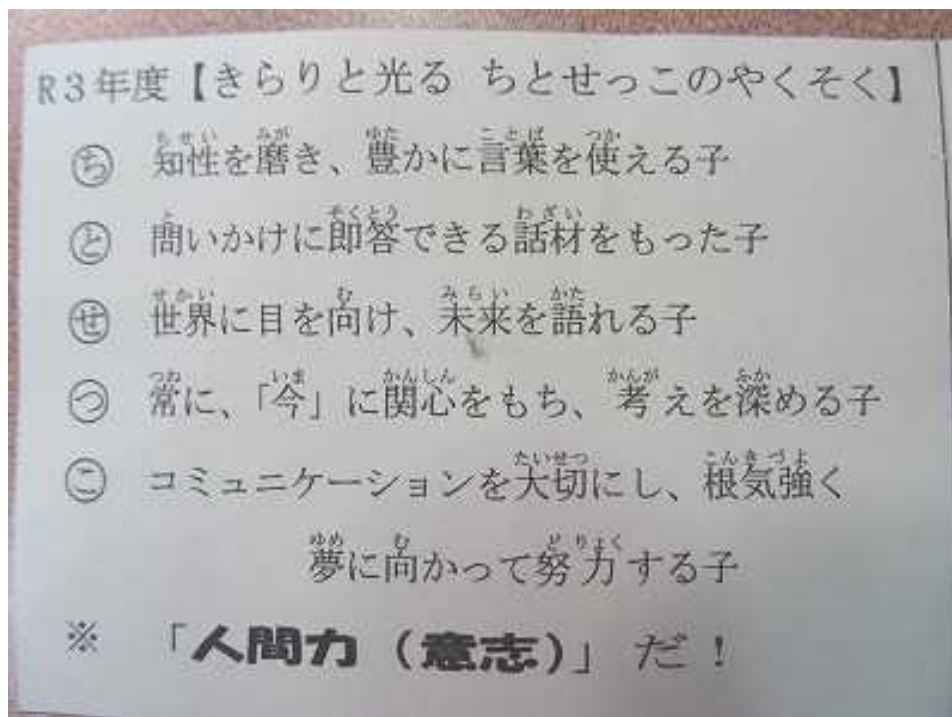 R3年度【きらりと光る ちとせっこのやくそく】
ち 知性を磨き、豊かに言葉を使える子
と 問いかけに即答できる話材をもった子
せ 世界に目を向け、未来を語れる子
つ 常に、「今」に関心をもち、考えを深める子
こ コミュニケーションを大切にし、根気強く
夢に向かって努力する子
※ 「人間力(意志)」だ!